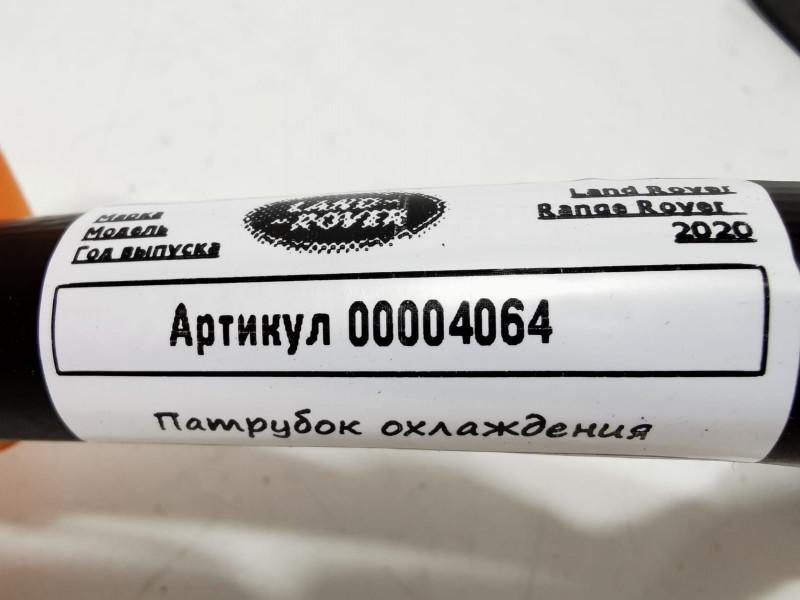 Марка
LAND
ROVER
Land Rover
Модель
Range Rover
Год выпуска
2020
Артикул 00004064
Патрубок охлаждения